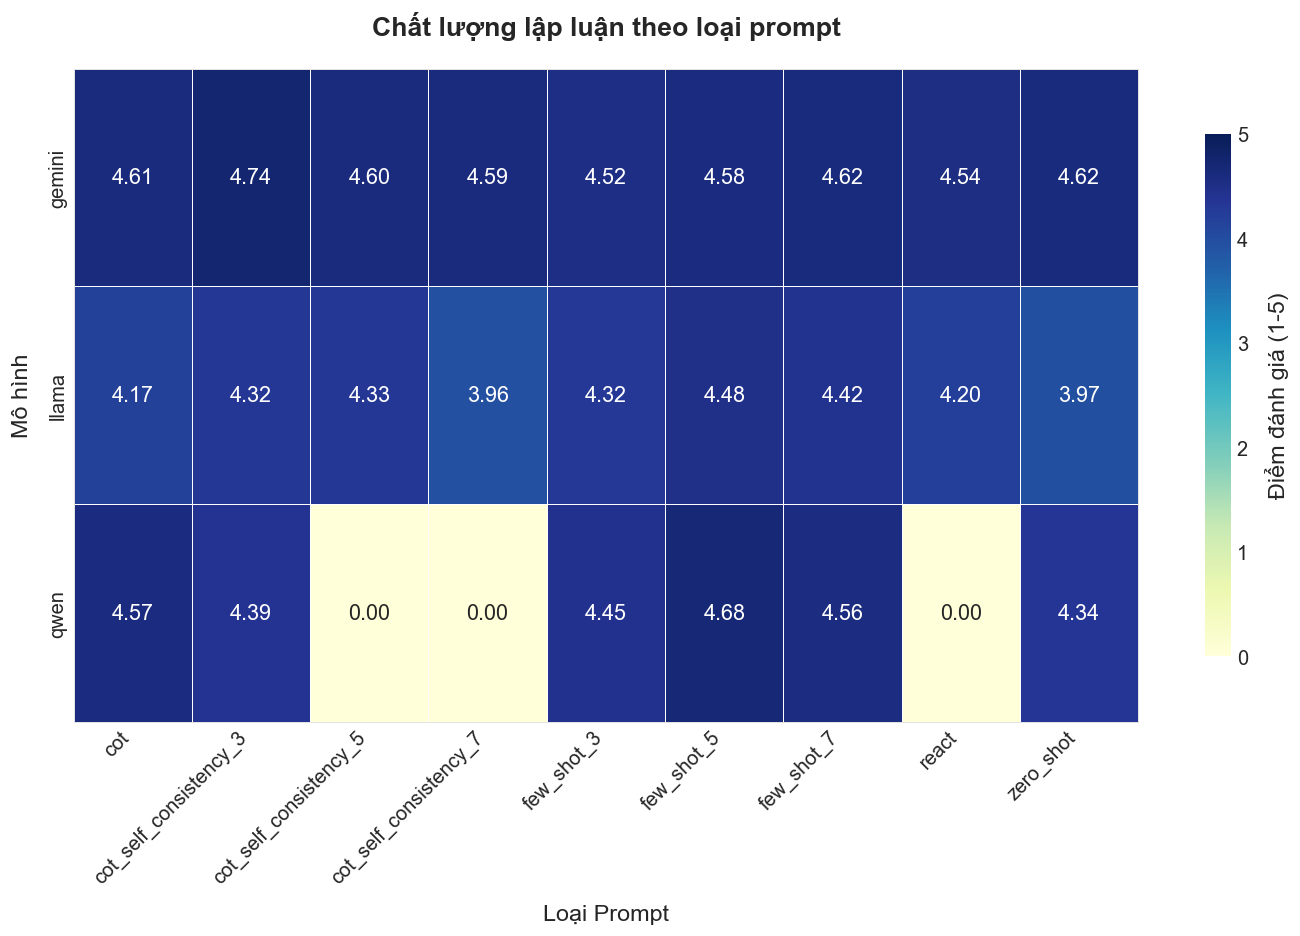 Chất lượng lập luận theo loại prompt
gemini
4.61 4.74 4.60 4.59 4.52 4.58 4.62 4.54 4.62
llama
4.17 4.32 4.33 3.96 4.32 4.48 4.42 4.20 3.97
qwen
4.57 4.39 0.00 0.00 4.45 4.68 4.56 0.00 4.34
Mô hình
cot
cot_self_consistency_3
cot_self_consistency_5
cot_self_consistency_7
few_shot_3
few_shot_5
few_shot_7
react
zero_shot
Loại Prompt
5
4
3
2
1
0
Điểm đánh giá (1-5)